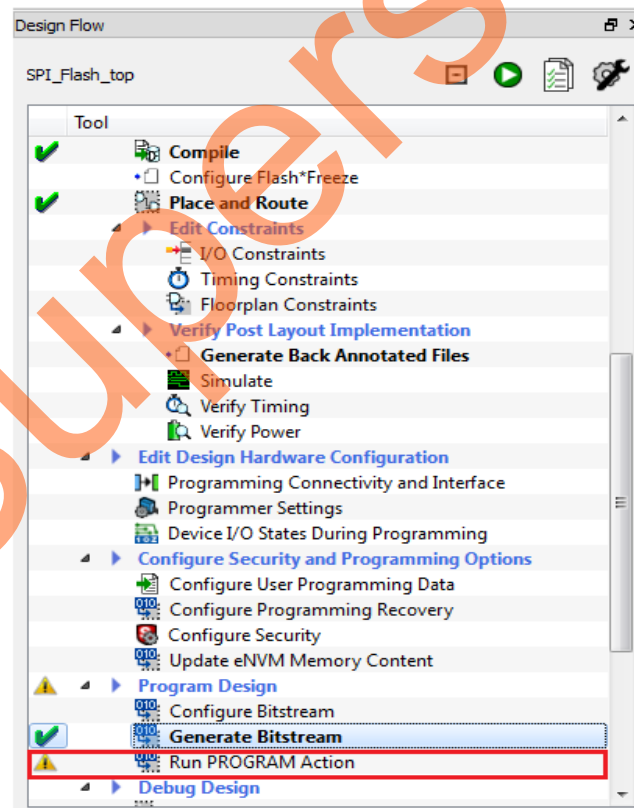 Design Flow
SPI_Flash_top
Tool
Compile
Configure Flash*Freeze
Place and Route
Edit Constraints
I/O Constraints
Timing Constraints
Floorplan Constraints
Verify Post Layout Implementation
Generate Back Annotated Files
Simulate
Verify Timing
Verify Power
Edit Design Hardware Configuration
Programming Connectivity and Interface
Programmer Settings
Device I/O States During Programming
Configure Security and Programming Options
Configure User Programming Data
Configure Programming Recovery
Configure Security
Update eNVM Memory Content
Program Design
Configure Bitstream
Generate Bitstream
Run PROGRAM Action
Debug Design